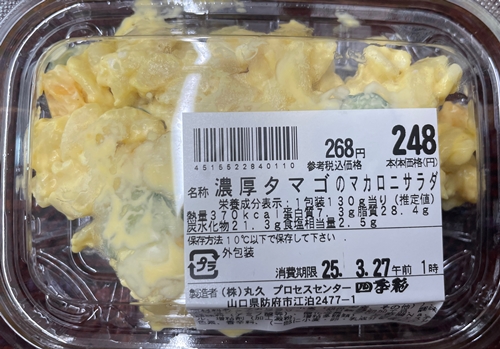 4515522840110
268円 248
参考税込価格 本体価格(円)
名称 濃厚タマゴのマカロニサラダ
栄養成分表示:1包装130g当り(推定値)
熱量370kcal蛋白質7.3g脂質28.4g
炭水化物21.3g食塩相当量2.5g
保存方法 10℃以下で保存して下さい
プラ 外包装
消費期限 25. 3.27午前 1時
製造者 (株)丸久 プロセスセンター 四季彩
山口県防府市江泊2477-1